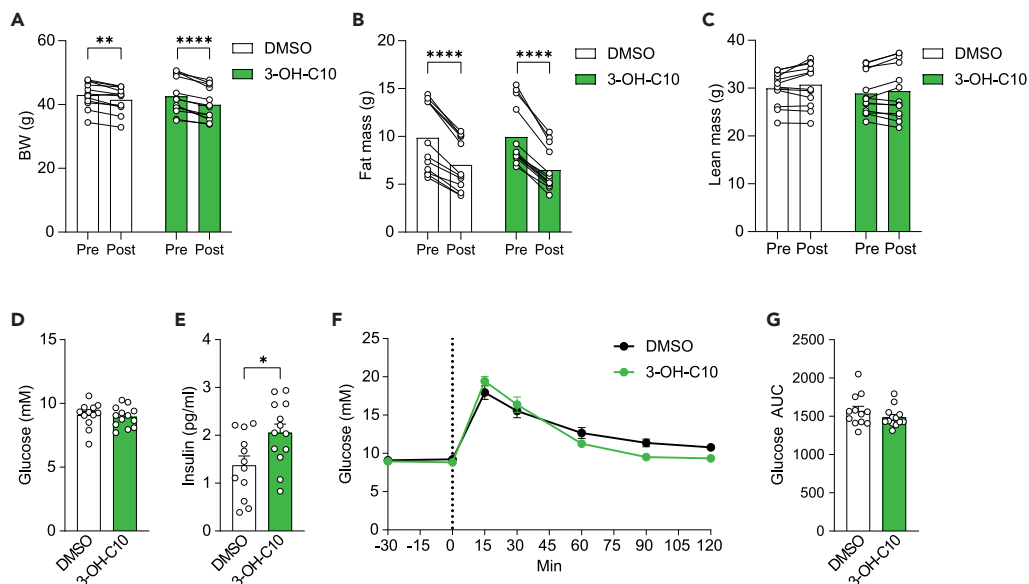 A
BW (g)
60
40
20
0
**
****
DMSO
3-OH-C10
Pre Post Pre Post
B
Fat mass (g)
20
15
10
5
0
****
****
DMSO
3-OH-C10
Pre Post Pre Post
C
Lean mass (g)
40
30
20
10
0
DMSO
3-OH-C10
Pre Post Pre Post
D
Glucose (mM)
15
10
5
0
DMSO
3-OH-C10
E
Insulin (pg/ml)
4
3
2
1
0
*
DMSO
3-OH-C10
F
Glucose (mM)
25
20
15
10
5
0
DMSO
3-OH-C10
-30 -15 0 15 30 45 60 75 90 105 120
Min
G
Glucose AUC
2500
2000
1500
1000
500
0
DMSO
3-OH-C10